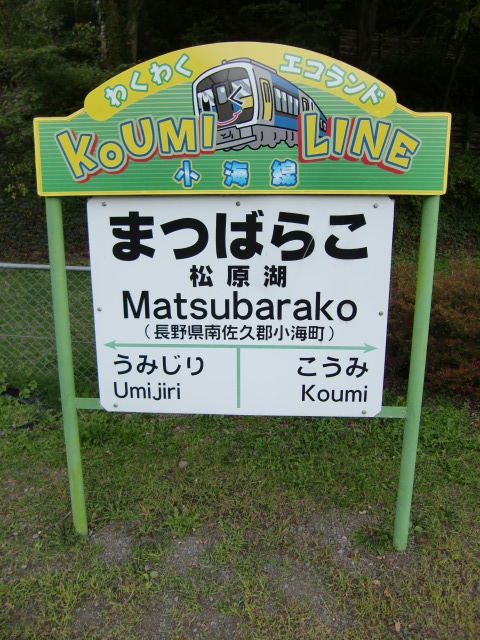 わくわく エコランド
KOUMI LINE
小海線
まつばらこ
松原湖
Matsubarako
（長野県南佐久郡小海町）
うみじり こうみ
Umijiri Koumi